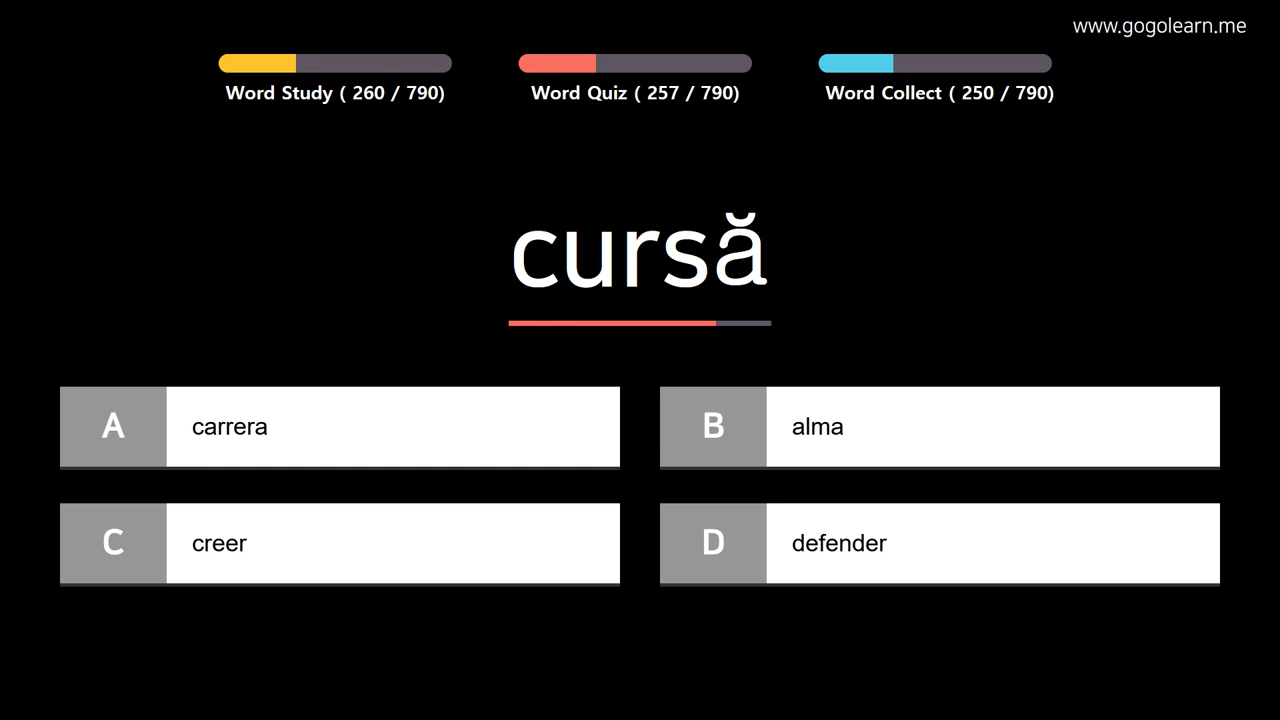 www.gogolearn.me
Word Study ( 260 / 790)
Word Quiz ( 257 / 790)
Word Collect ( 250 / 790)
cursă
A carrera
B alma
C creer
D defender